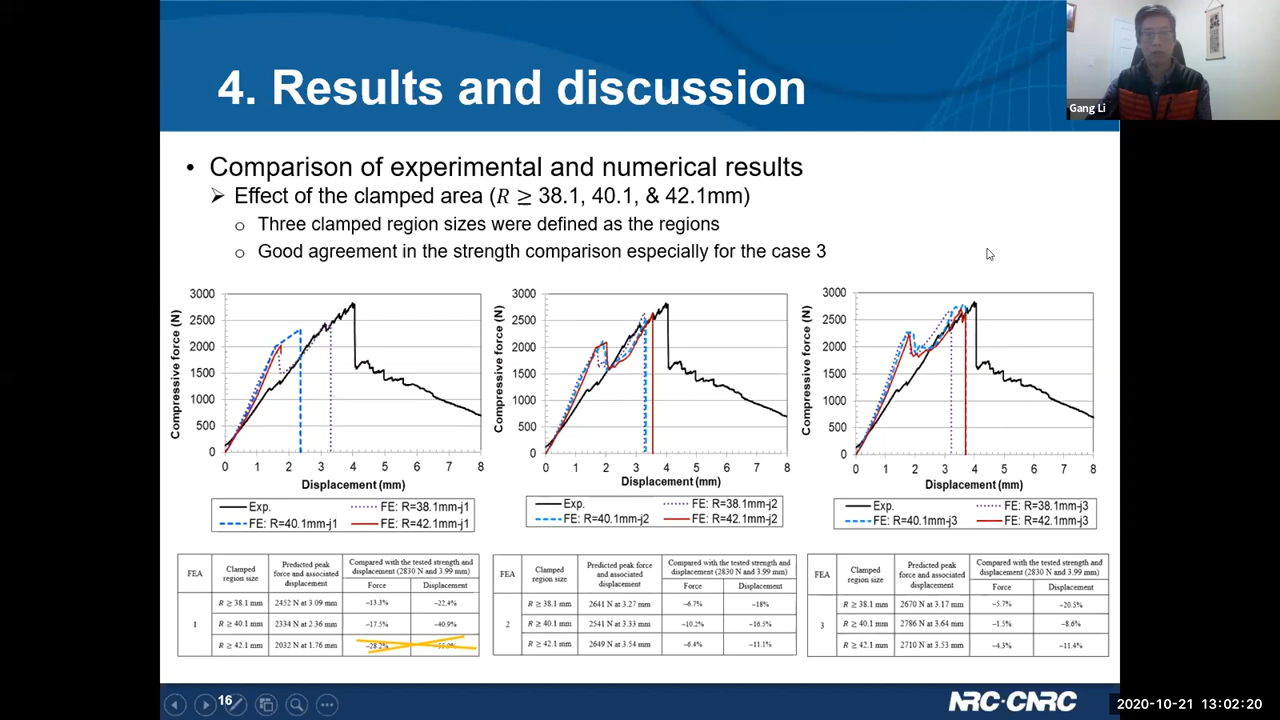 4. Results and discussion
Gang Li
• Comparison of experimental and numerical results
➢ Effect of the clamped area (R ≥ 38.1, 40.1, & 42.1mm)
o Three clamped region sizes were defined as the regions
o Good agreement in the strength comparison especially for the case 3
Compressive force (N)
3000
2500
2000
1500
1000
500
0
0 1 2 3 4 5 6 7 8
Displacement (mm)
Exp. FE: R=38.1mm-j1
FE: R=40.1mm-j1 FE: R=42.1mm-j1
Compressive force (N)
3000
2500
2000
1500
1000
500
0
0 1 2 3 4 5 6 7 8
Displacement (mm)
Exp. FE: R=38.1mm-j2
FE: R=40.1mm-j2 FE: R=42.1mm-j2
Compressive force (N)
3000
2500
2000
1500
1000
500
0
0 1 2 3 4 5 6 7 8
Displacement (mm)
Exp. FE: R=38.1mm-j3
FE: R=40.1mm-j3 FE: R=42.1mm-j3
FEA Clamped region size Predicted peak force and associated displacement Compared with the tested strength and displacement (2830 N and 3.99 mm)
Force Displacement
R ≥ 38.1 mm 2452 N at 3.09 mm –13.3% –22.4%
1 R ≥ 40.1 mm 2334 N at 2.36 mm –17.5% –40.9%
R ≥ 42.1 mm 2032 N at 1.76 mm –28.2%
FEA Clamped region size Predicted peak force and associated displacement Compared with the tested strength and displacement (2830 N and 3.99 mm)
Force Displacement
R ≥ 38.1 mm 2641 N at 3.27 mm –6.7% –18%
2 R ≥ 40.1 mm 2541 N at 3.33 mm –10.2% –16.5%
R ≥ 42.1 mm 2649 N at 3.54 mm –6.4% –11.1%
FEA Clamped region size Predicted peak force and associated displacement Compared with the tested strength and displacement (2830 N and 3.99 mm)
Force Displacement
R ≥ 38.1 mm 2670 N at 3.17 mm –5.7% –20.5%
3 R ≥ 40.1 mm 2786 N at 3.64 mm –1.5% –8.6%
R ≥ 42.1 mm 2710 N at 3.53 mm –4.3% –11.4%
16
NRC-CNRC
2020-10-21 13:02:20